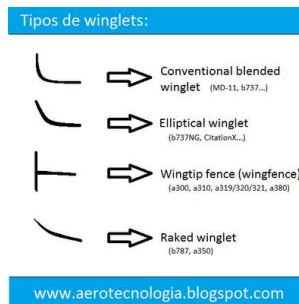 Tipos de winglets:
Conventional blended
winglet (MD-11, b737...)
Elliptical winglet
(b737NG, CitationX...)
Wingtip fence (wingfence)
(a300, a310, a319/320/321, a380)
Raked winglet
(b787, a350)
www.aerotecnologia.blogspot.com